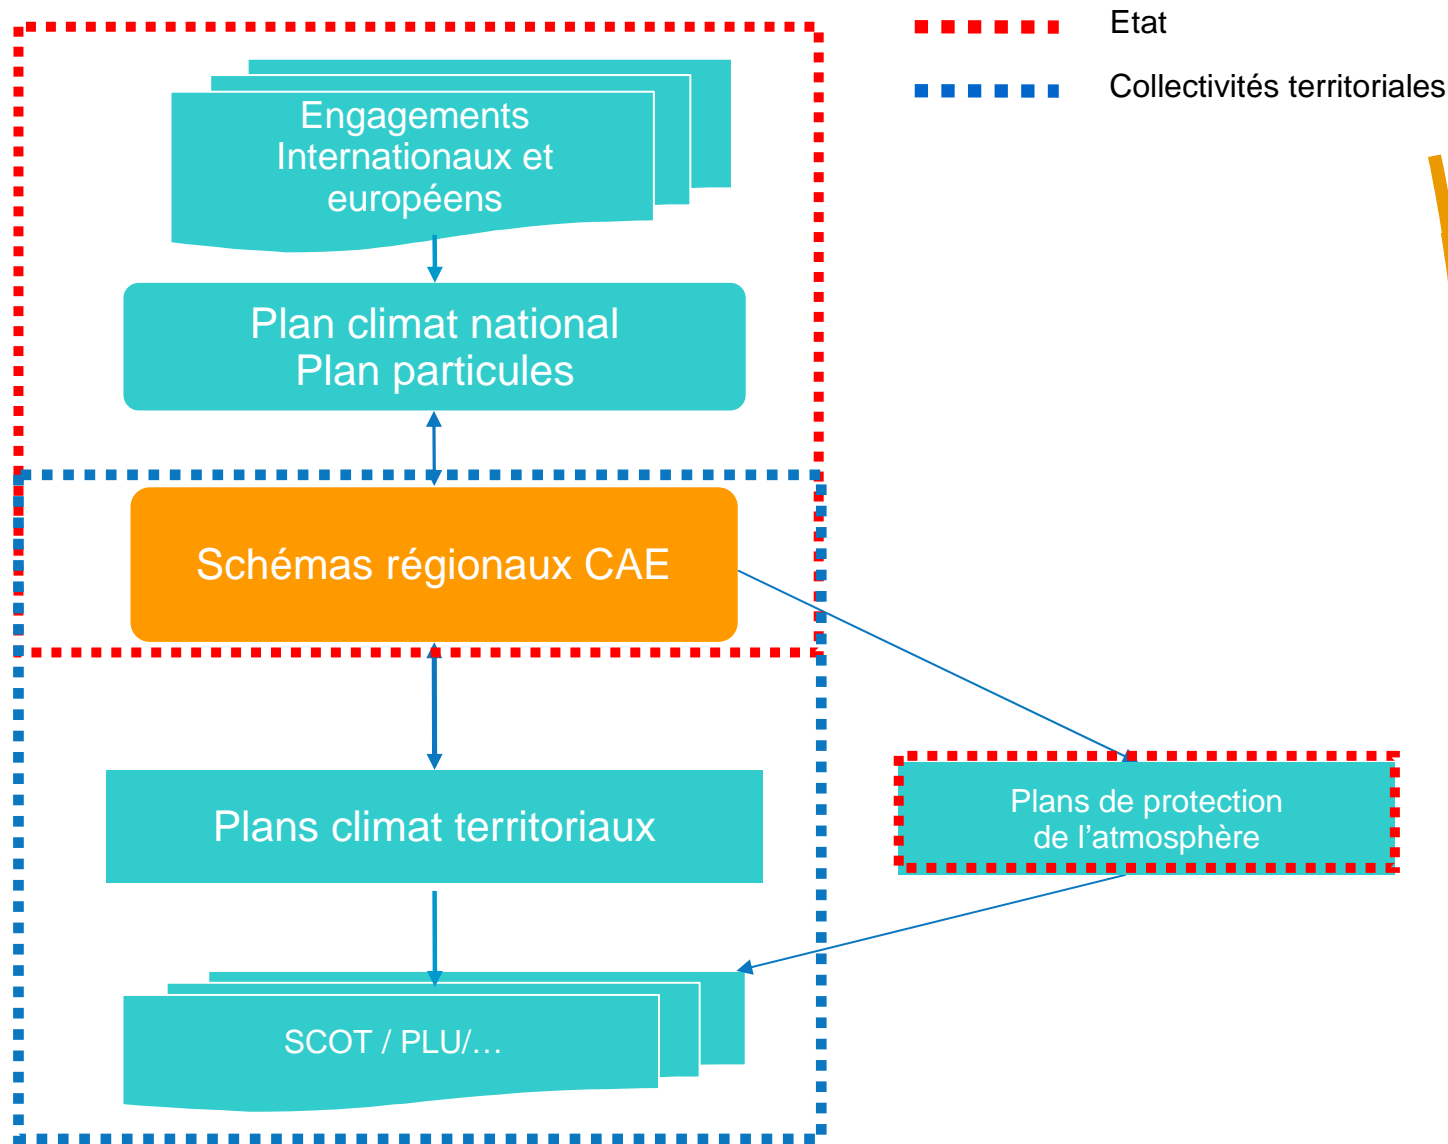 Etat
Collectivités territoriales
Engagements
Internationaux et
européens
Plan climat national
Plan particules
Schémas régionaux CAE
Plans climat territoriaux
Plans de protection
de l’atmosphère
SCOT / PLU/…